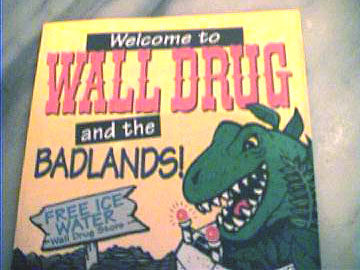 Welcome to
WALL DRUG
and the
BADLANDS!
FREE ICE
WATER
Wall Drug Store